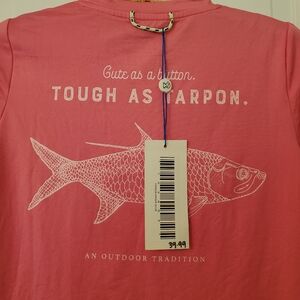 Cute as a button.
TOUGH AS TARPON.
39.99
AN OUTDOOR TRADITION